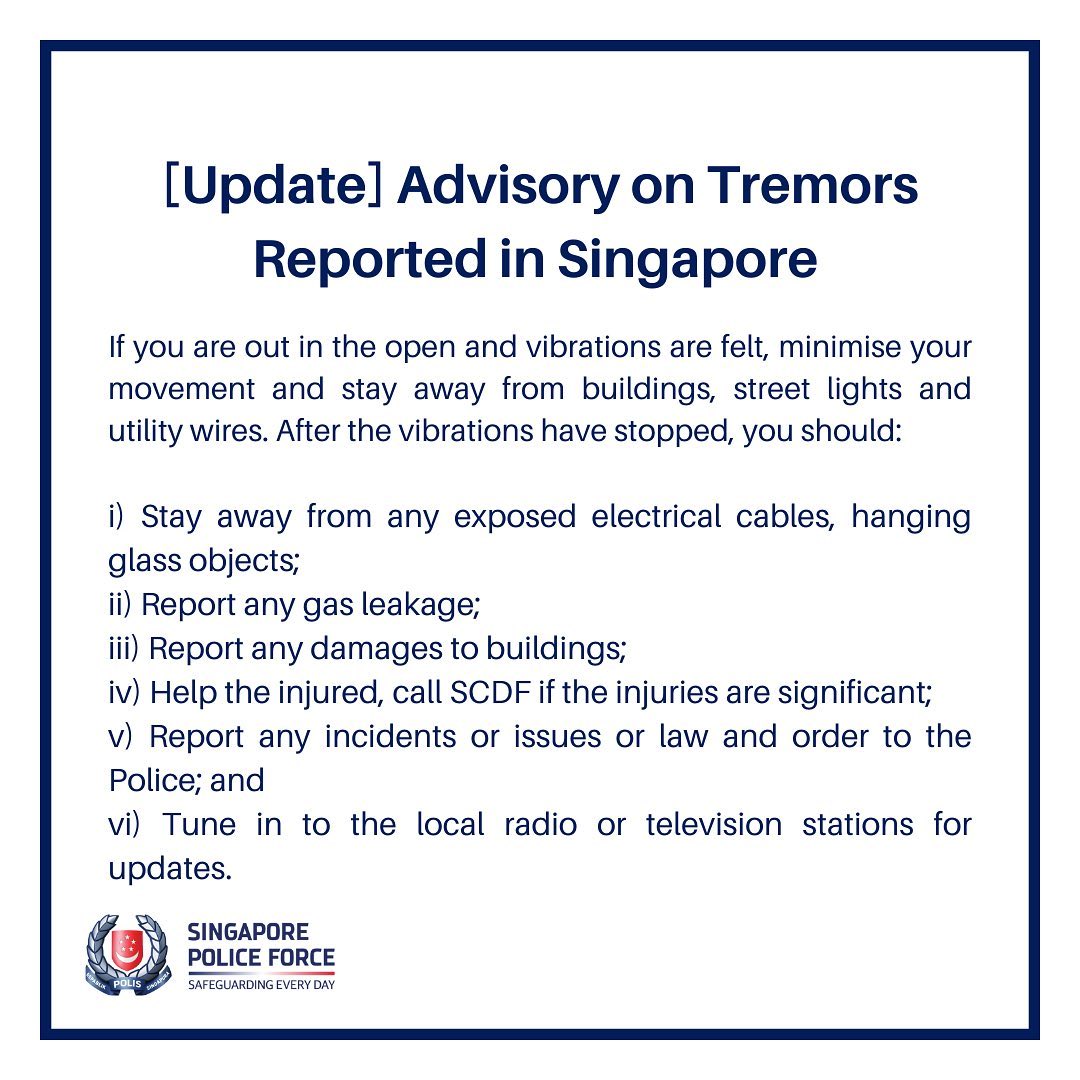 [Update] Advisory on Tremors
Reported in Singapore
If you are out in the open and vibrations are felt, minimise your
movement and stay away from buildings, street lights and
utility wires. After the vibrations have stopped, you should:
i) Stay away from any exposed electrical cables, hanging
glass objects;
ii) Report any gas leakage;
iii) Report any damages to buildings;
iv) Help the injured, call SCDF if the injuries are significant;
v) Report any incidents or issues or law and order to the
Police; and
vi) Tune in to the local radio or television stations for
updates.
REPUBLIK POLIS SINGAPURA
SINGAPORE
POLICE FORCE
SAFEGUARDING EVERY DAY